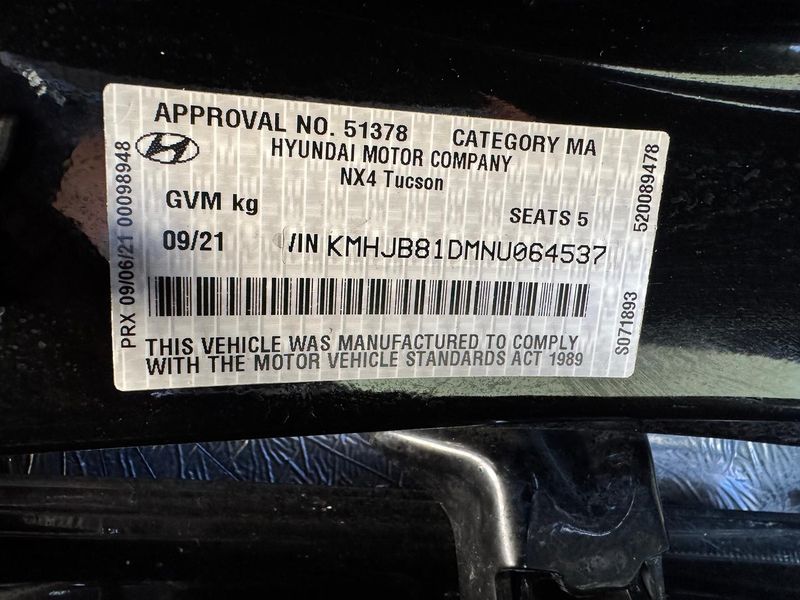 APPROVAL NO. 51378 CATEGORY MA
HYUNDAI MOTOR COMPANY
NX4 Tucson
GVM kg
SEATS 5
09/21 VIN KMHJB81DMNU064537
THIS VEHICLE WAS MANUFACTURED TO COMPLY
WITH THE MOTOR VEHICLE STANDARDS ACT 1989
PRX 09/06/21 00098948
520089478
S071893